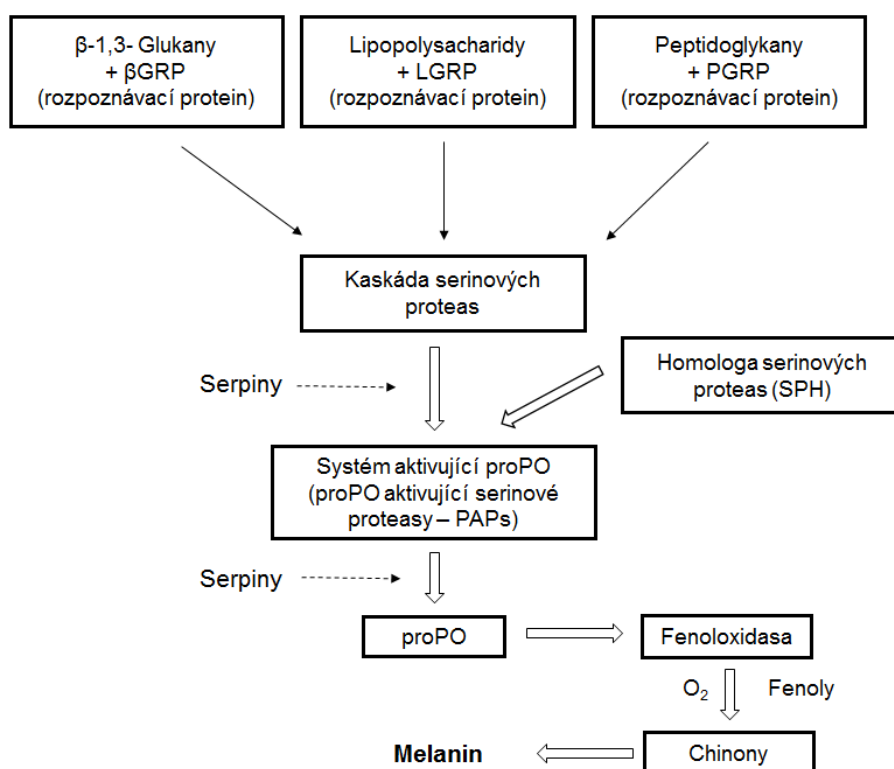 β-1,3- Glukany
+ βGRP
(rozpoznávací protein)
Lipopolysacharidy
+ LGRP
(rozpoznávací protein)
Peptidoglykany
+ PGRP
(rozpoznávací protein)
Kaskáda serinových
proteas
Serpiny
Homologa serinových
proteas (SPH)
Systém aktivující proPO
(proPO aktivující serinové
proteasy – PAPs)
Serpiny
proPO
Fenoloxidasa
O₂
Fenoly
Melanin
Chinony